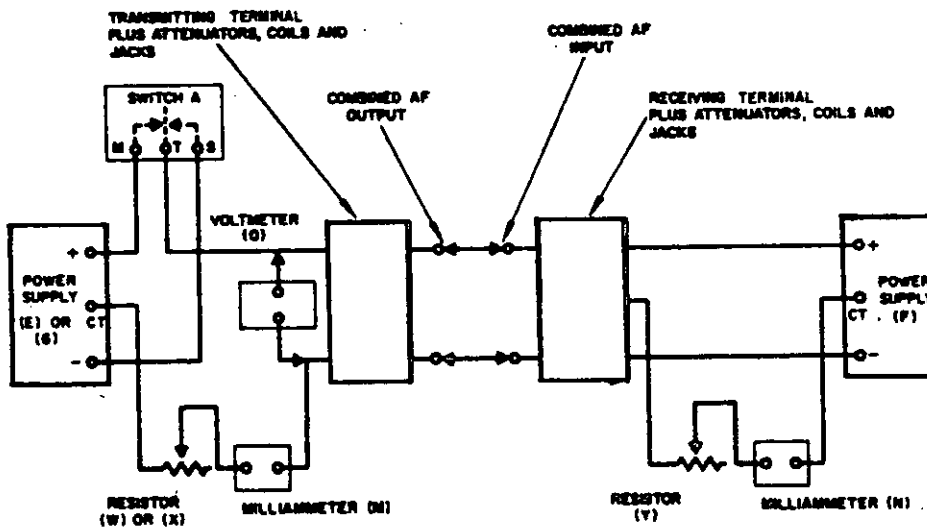 TRANSMITTING TERMINAL
PLUS ATTENUATORS, COILS AND
JACKS
COMBINED AF
INPUT
SWITCH A
M T S
COMBINED AF
OUTPUT
RECEIVING TERMINAL
PLUS ATTENUATORS, COILS AND
JACKS
VOLTMETER
(O)
+
POWER
SUPPLY
(E) OR
(G)
CT
-
+
POWER
SUPPLY
(F)
CT
-
RESISTOR
(W) OR (X)
MILLIAMMETER (M)
RESISTOR
(Y)
MILLIAMMETER (N)